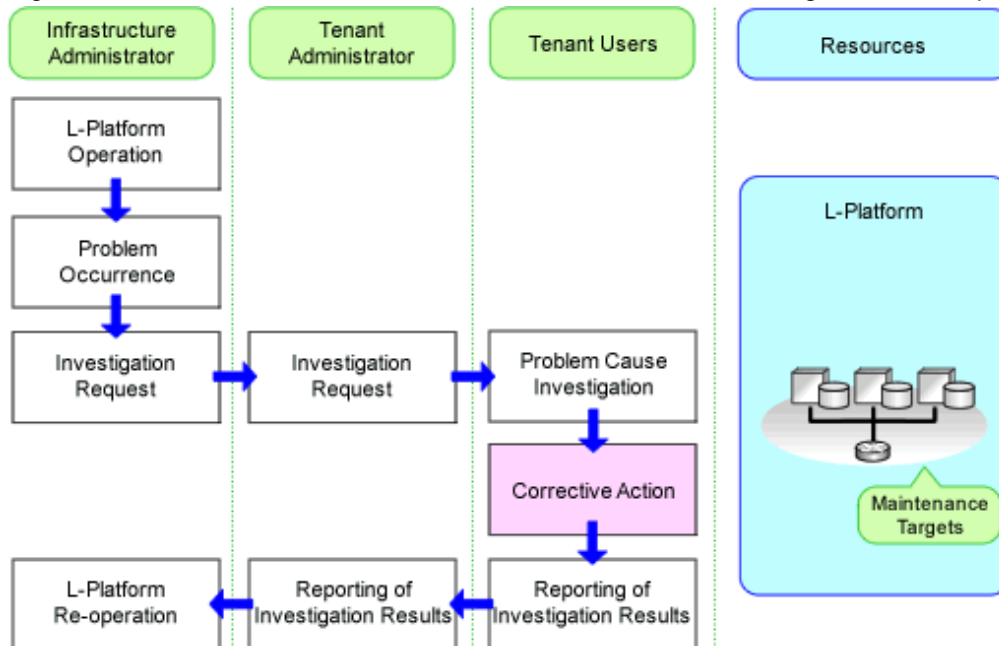 Infrastructure
Administrator
Tenant
Administrator
Tenant Users
Resources
L-Platform
Operation
Problem
Occurrence
Investigation
Request
Investigation
Request
Problem Cause
Investigation
Corrective Action
L-Platform
Re-operation
Reporting of
Investigation Results
Reporting of
Investigation Results
L-Platform
Maintenance
Targets